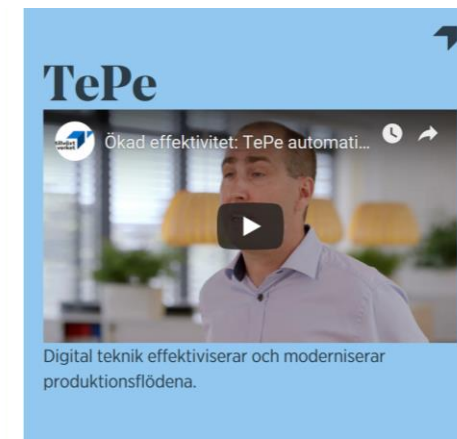 TePe
Ökad effektivitet: TePe automati...
Digital teknik effektiviserar och moderniserar
produktionsflödena.